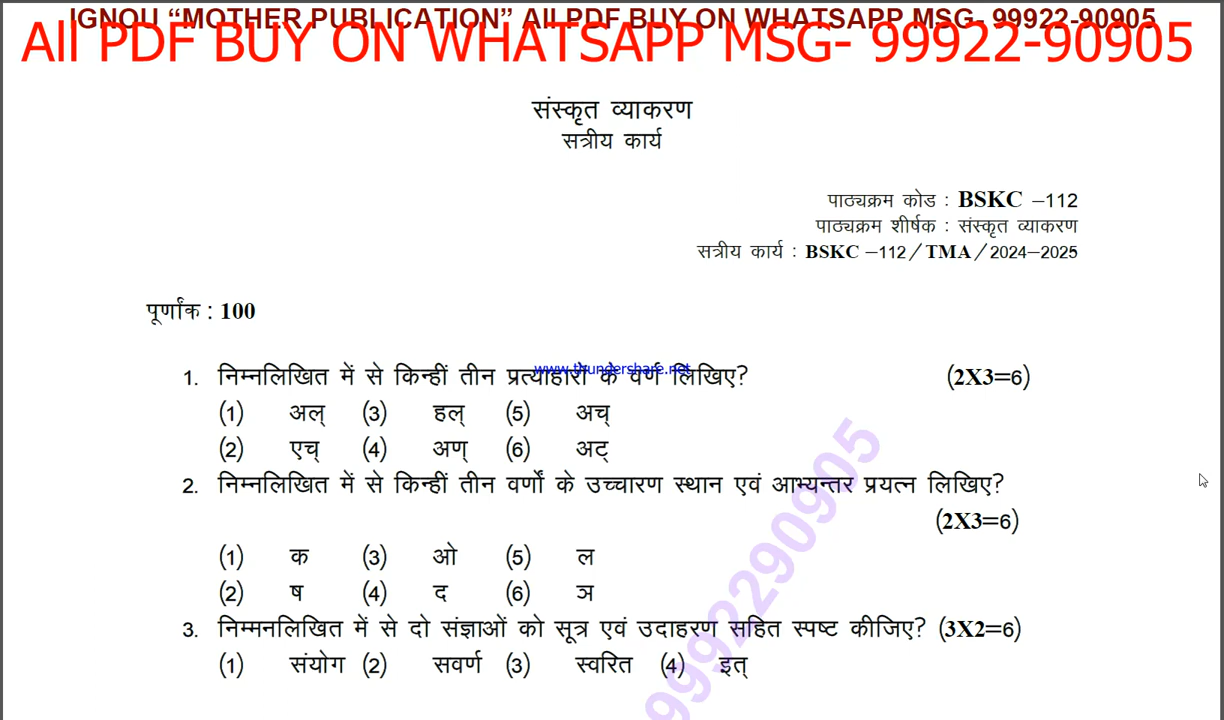 IGNOU “MOTHER PUBLICATION” All PDF BUY ON WHATSAPP MSG- 99922-90905
All PDF BUY ON WHATSAPP MSG- 99922-90905
संस्कृत व्याकरण
सत्रीय कार्य
पाठ्यक्रम कोड : BSKC –112
पाठ्यक्रम शीर्षक : संस्कृत व्याकरण
सत्रीय कार्य : BSKC –112/TMA/2024–2025
पूर्णांक : 100
1. निम्नलिखित में से किन्हीं तीन प्रत्याहारो के वर्ण लिखिए? (2X3=6)
www.thundershare.net
(1) अल् (3) हल् (5) अच्
(2) एच् (4) अण् (6) अट्
2. निम्नलिखित में से किन्हीं तीन वर्णों के उच्चारण स्थान एवं आभ्यन्तर प्रयत्न लिखिए?
(2X3=6)
(1) क (3) ओ (5) ल
(2) ष (4) द (6) ञ
3. निम्मनलिखित में से दो संज्ञाओं को सूत्र एवं उदाहरण सहित स्पष्ट कीजिए? (3X2=6)
(1) संयोग (2) सवर्ण (3) स्वरित (4) इत्
9992290905